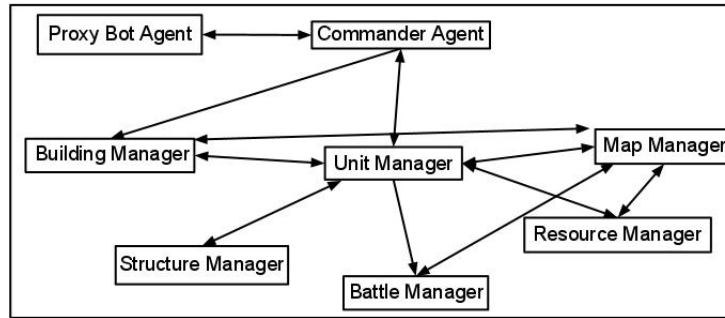 Proxy Bot Agent
Commander Agent
Building Manager
Unit Manager
Map Manager
Structure Manager
Resource Manager
Battle Manager